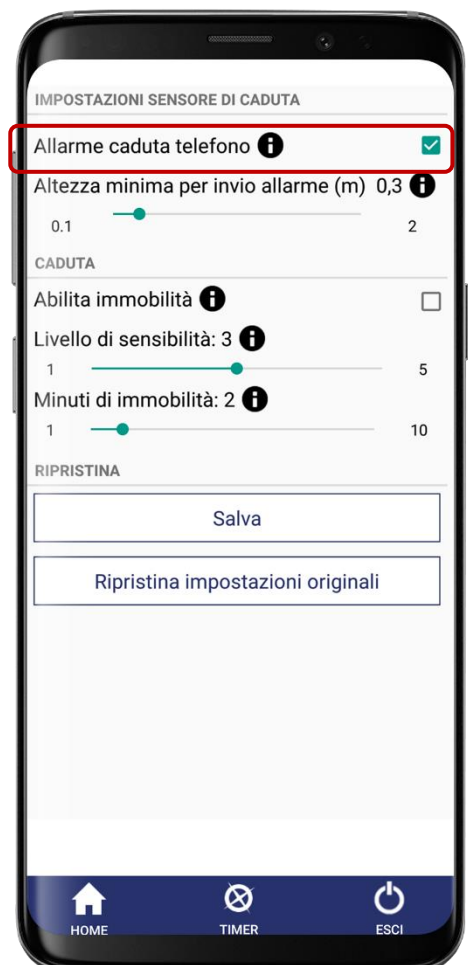 IMPOSTAZIONI SENSORE DI CADUTA
Allarme caduta telefono
Altezza minima per invio allarme (m) 0,3
0.1 2
CADUTA
Abilita immobilità
Livello di sensibilità: 3
1 5
Minuti di immobilità: 2
1 10
RIPRISTINA
Salva
Ripristina impostazioni originali
HOME TIMER ESCI